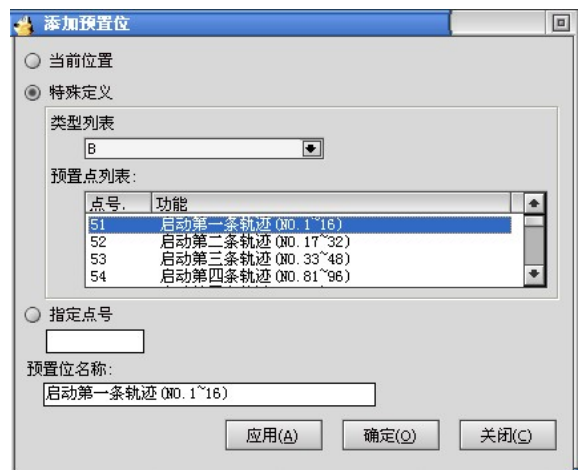 添加预置位
当前位置
特殊定义
类型列表
B
预置点列表:
点号. 功能
51 启动第一条轨迹(NO.1~16)
52 启动第二条轨迹(NO.17~32)
53 启动第三条轨迹(NO.33~48)
54 启动第四条轨迹(NO.81~96)
指定点号
预置位名称:
启动第一条轨迹(NO.1~16)
应用(A) 确定(O) 关闭(C)